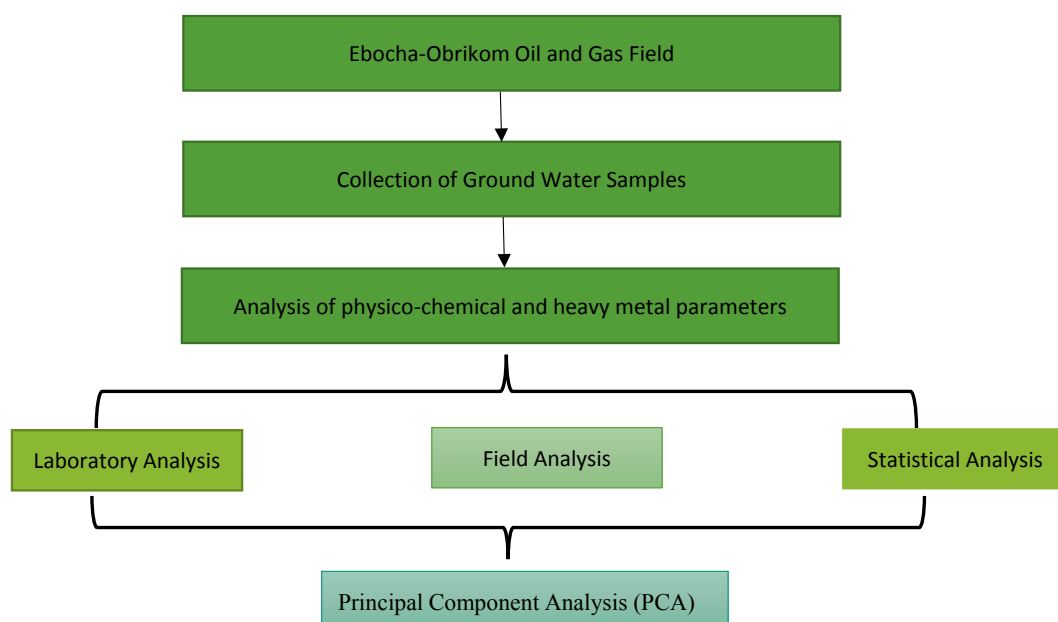 Ebocha-Obrikom Oil and Gas Field
Collection of Ground Water Samples
Analysis of physico-chemical and heavy metal parameters
Laboratory Analysis
Field Analysis
Statistical Analysis
Principal Component Analysis (PCA)